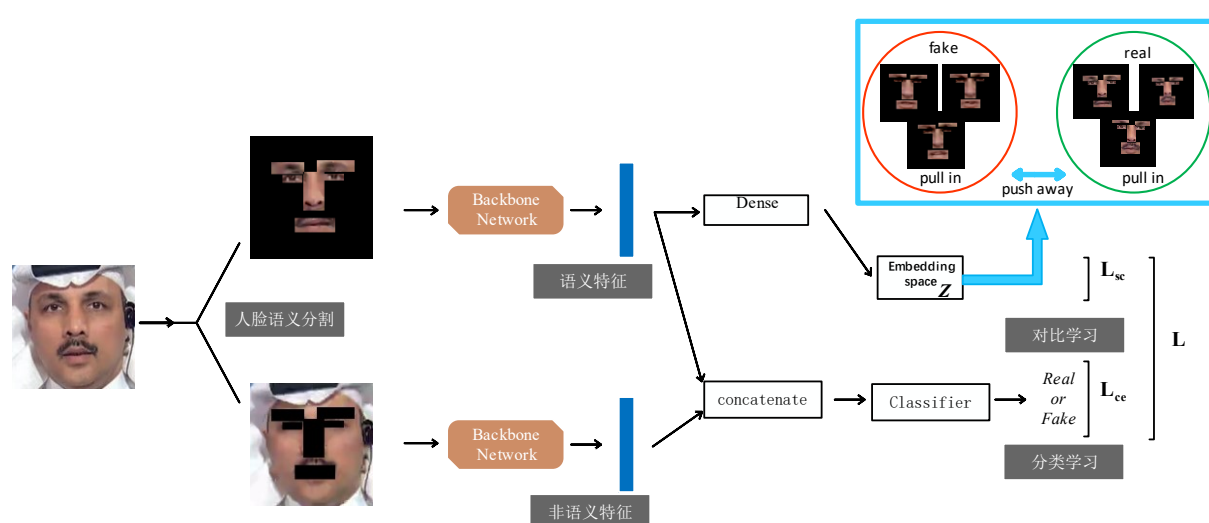 fake
real
pull in
pull in
push away
Backbone
Network
Dense
语义特征
Embedding
space Z
Lsc
人脸语义分割
对比学习
L
Backbone
Network
concatenate
Classifier
Real
or
Fake
Lce
非语义特征
分类学习